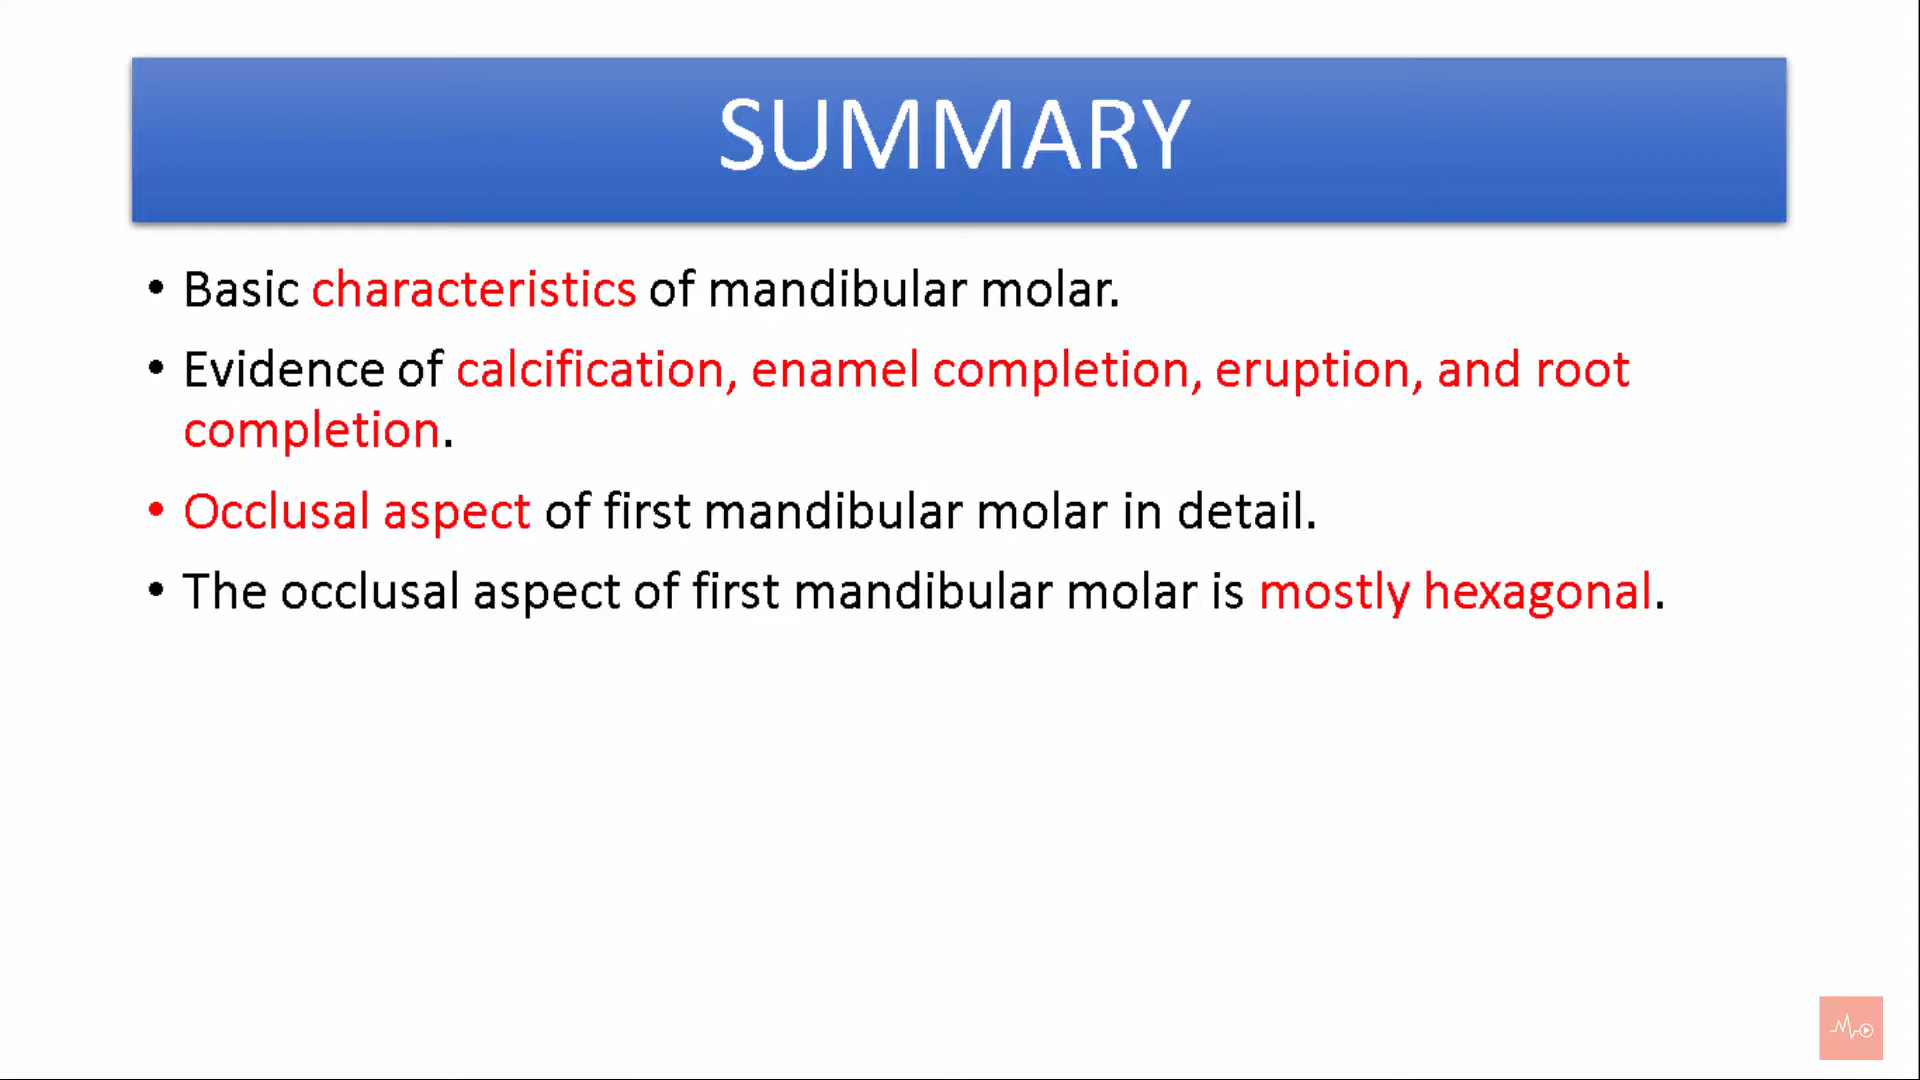 SUMMARY
• Basic characteristics of mandibular molar.
• Evidence of calcification, enamel completion, eruption, and root
completion.
• Occlusal aspect of first mandibular molar in detail.
• The occlusal aspect of first mandibular molar is mostly hexagonal.